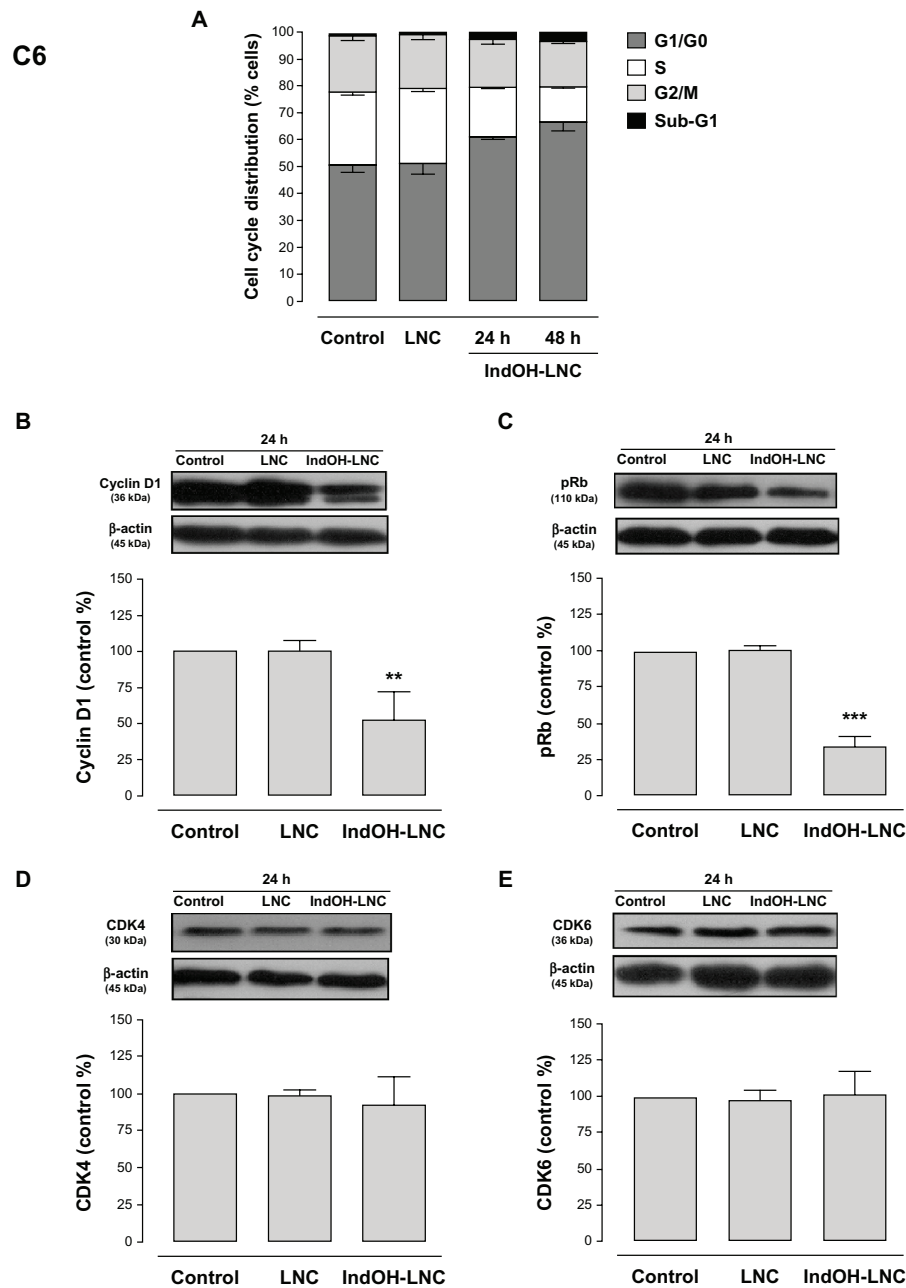 C6
A
Cell cycle distribution (% cells)
100
90
80
70
60
50
40
30
20
10
0
G1/G0
S
G2/M
Sub-G1
Control LNC 24 h 48 h
IndOH-LNC
B
24 h
Control LNC IndOH-LNC
Cyclin D1
(36 kDa)
β-actin
(45 kDa)
Cyclin D1 (control %)
150
125
100
75
50
25
0
**
Control LNC IndOH-LNC
C
24 h
Control LNC IndOH-LNC
pRb
(110 kDa)
β-actin
(45 kDa)
pRb (control %)
150
125
100
75
50
25
0
***
Control LNC IndOH-LNC
D
24 h
Control LNC IndOH-LNC
CDK4
(30 kDa)
β-actin
(45 kDa)
CDK4 (control %)
150
125
100
75
50
25
0
Control LNC IndOH-LNC
E
24 h
Control LNC IndOH-LNC
CDK6
(36 kDa)
β-actin
(45 kDa)
CDK6 (control %)
150
125
100
75
50
25
0
Control LNC IndOH-LNC